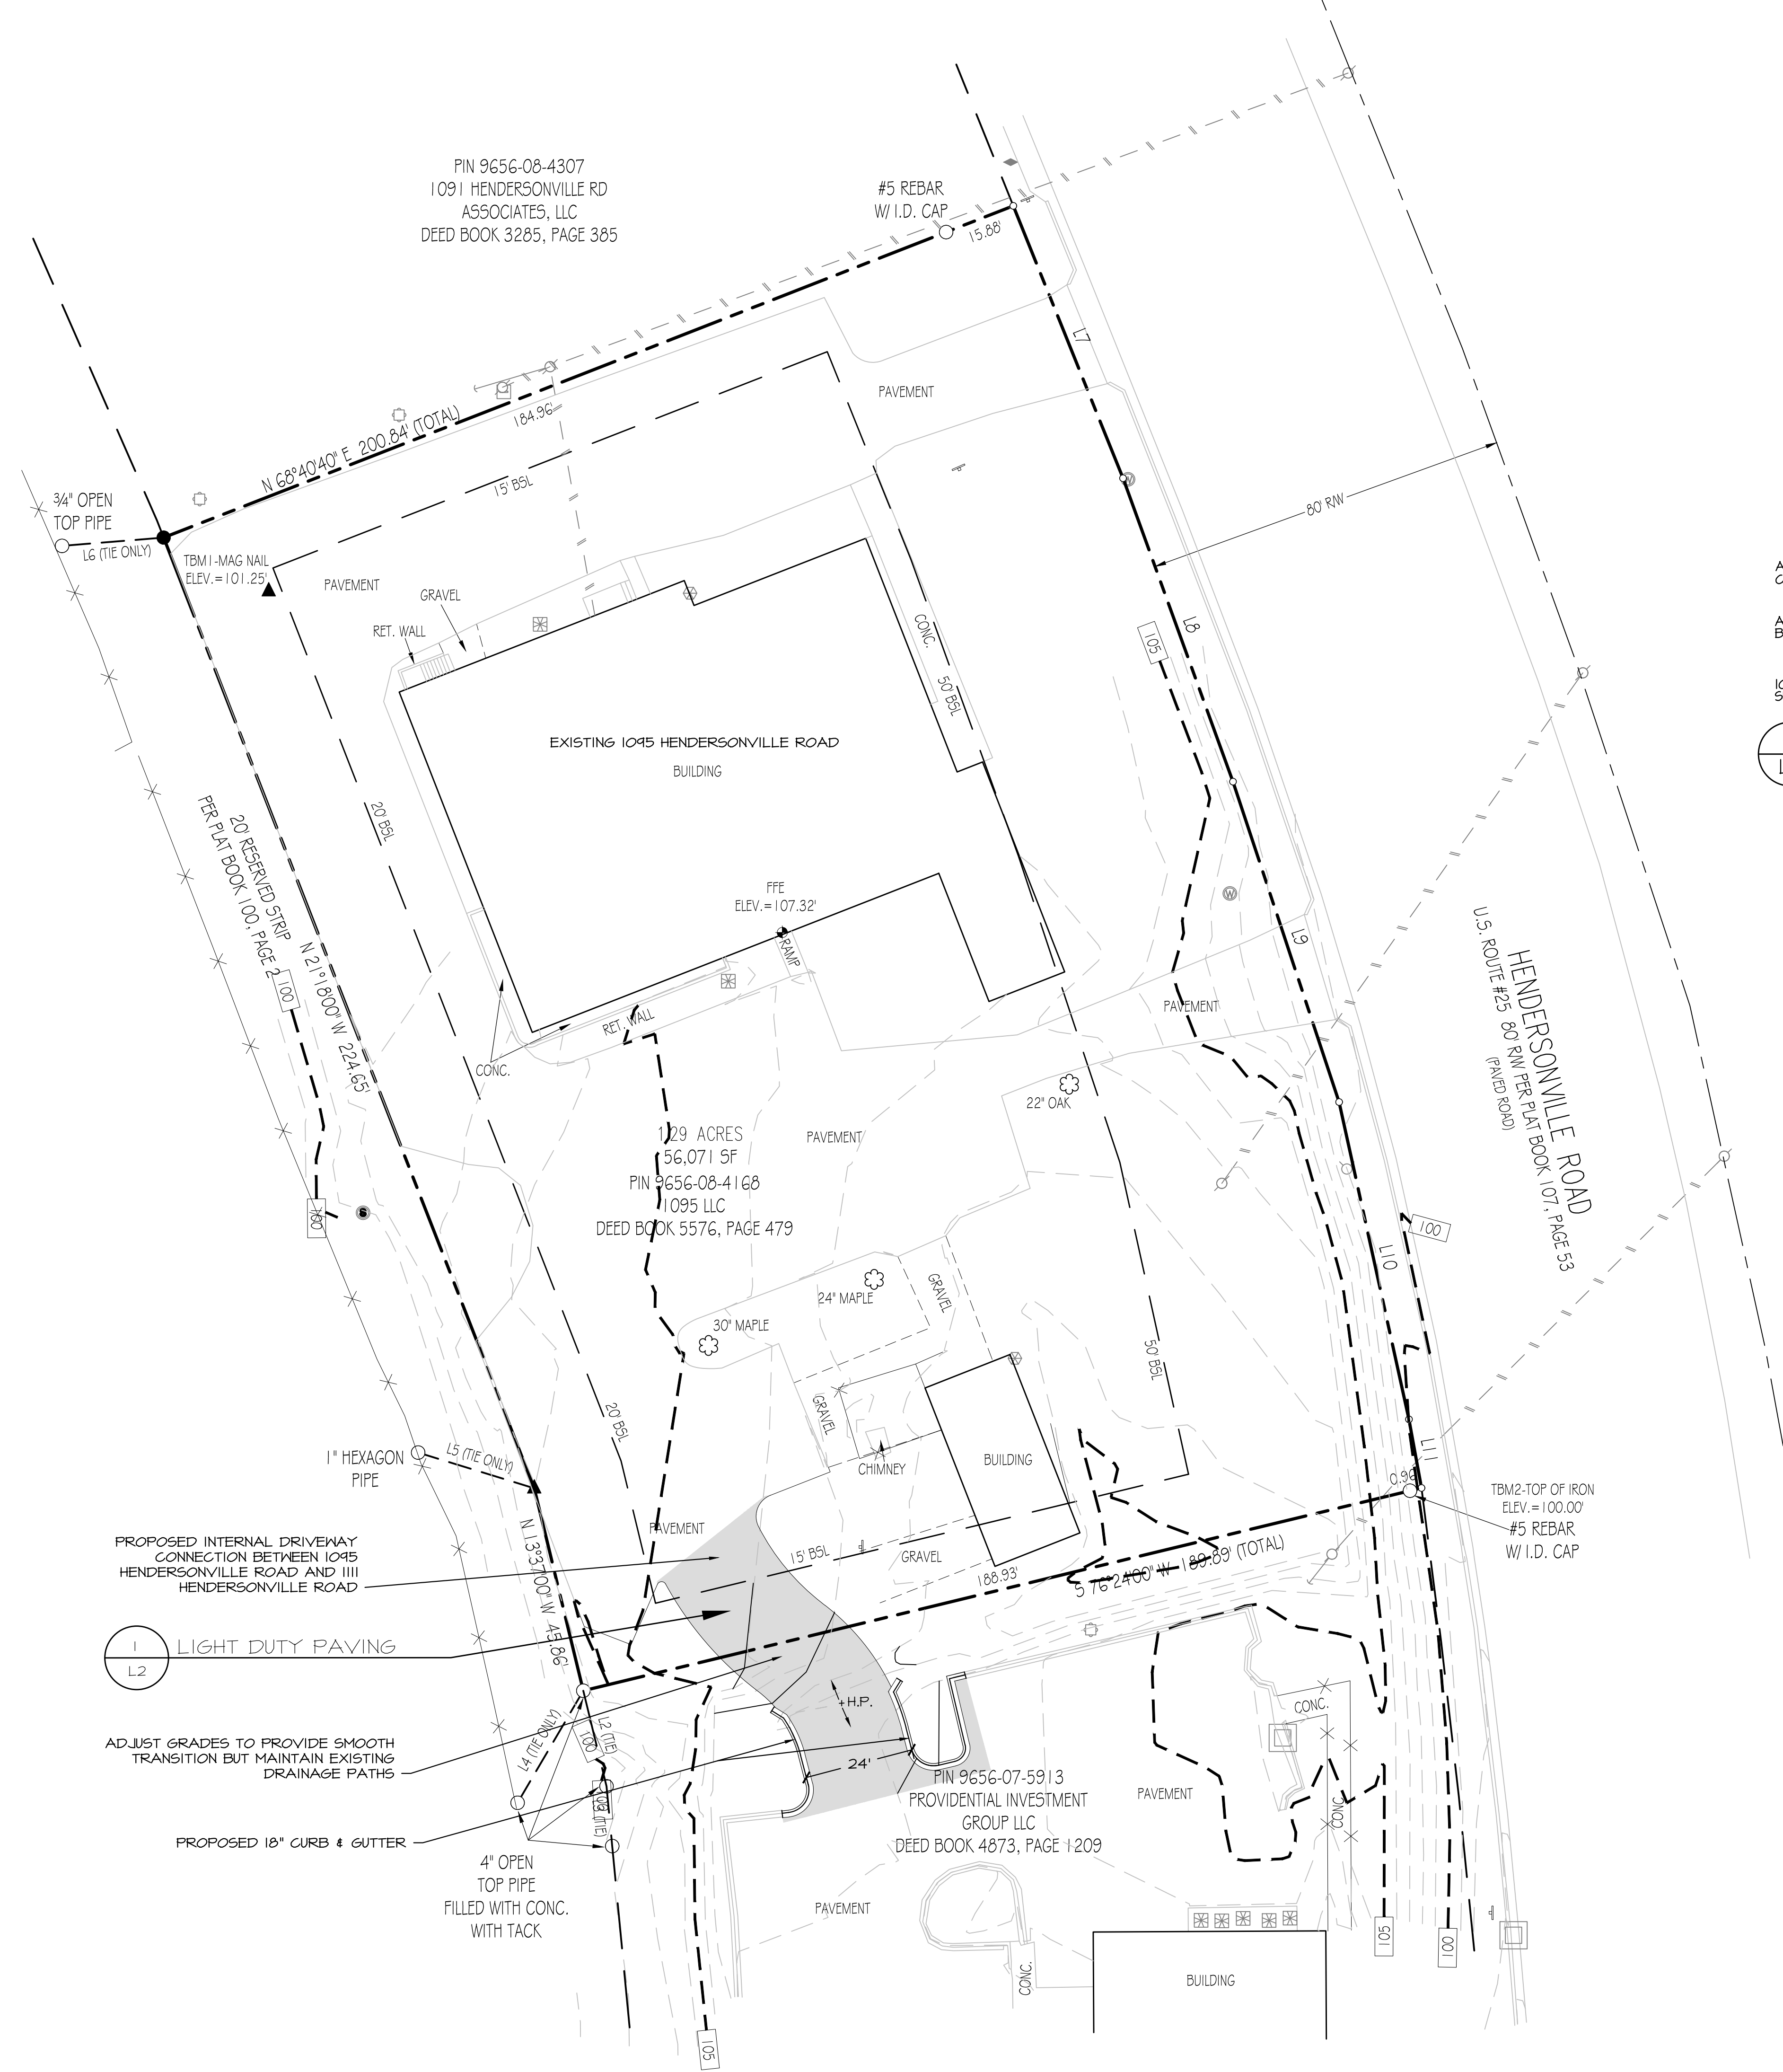 PIN 9656-08-4307
1091 HENDERSONVILLE RD
ASSOCIATES, LLC
DEED BOOK 3285, PAGE 385
#5 REBAR
W/ I.D. CAP
15.88'
N 68°40'40" E  200.84' (TOTAL)
184.96'
15' BSL
PAVEMENT
L7
80' R/W
3/4" OPEN
TOP PIPE
L6 (TIE ONLY)
TBM1-MAG NAIL
ELEV.=101.25'
PAVEMENT
GRAVEL
RET. WALL
CONC.
50' BSL
105
L8
EXISTING 1095 HENDERSONVILLE ROAD
BUILDING
20' BSL
20' RESERVED STRIP
PER PLAT BOOK 100, PAGE 2
N 21°18'00" W  224.65'
100
FFE
ELEV.=107.32'
RAMP
RET. WALL
CONC.
L9
PAVEMENT
HENDERSONVILLE ROAD
U.S. ROUTE #25  80' R/W PER PLAT BOOK 107, PAGE 53
(PAVED ROAD)
22" OAK
1.29 ACRES
56,071 SF
PIN 9656-08-4168
1095 LLC
DEED BOOK 5576, PAGE 479
PAVEMENT
100
S
W
W
100
L10
24" MAPLE
GRAVEL
30" MAPLE
50' BSL
GRAVEL
20' BSL
CHIMNEY
BUILDING
1" HEXAGON
PIPE
L5 (TIE ONLY)
L11
0.96'
TBM2-TOP OF IRON
ELEV.=100.00'
#5 REBAR
W/ I.D. CAP
PAVEMENT
15' BSL
GRAVEL
188.93'
S 76°24'00" W  189.89' (TOTAL)
PROPOSED INTERNAL DRIVEWAY
CONNECTION BETWEEN 1095
HENDERSONVILLE ROAD AND 1111
HENDERSONVILLE ROAD
N 13°37'00" W  45.86'
1
L2
LIGHT DUTY PAVING
+H.P.
CONC.
L4 (TIE ONLY)
L2 (TIE)
100
ADJUST GRADES TO PROVIDE SMOOTH
TRANSITION BUT MAINTAIN EXISTING
DRAINAGE PATHS
24'
PIN 9656-07-5913
PROVIDENTIAL INVESTMENT
GROUP LLC
DEED BOOK 4873, PAGE 1209
PAVEMENT
CONC.
(TIE)
PROPOSED 18" CURB & GUTTER
4" OPEN
TOP PIPE
FILLED WITH CONC.
WITH TACK
PAVEMENT
105
100
CONC.
BUILDING
105